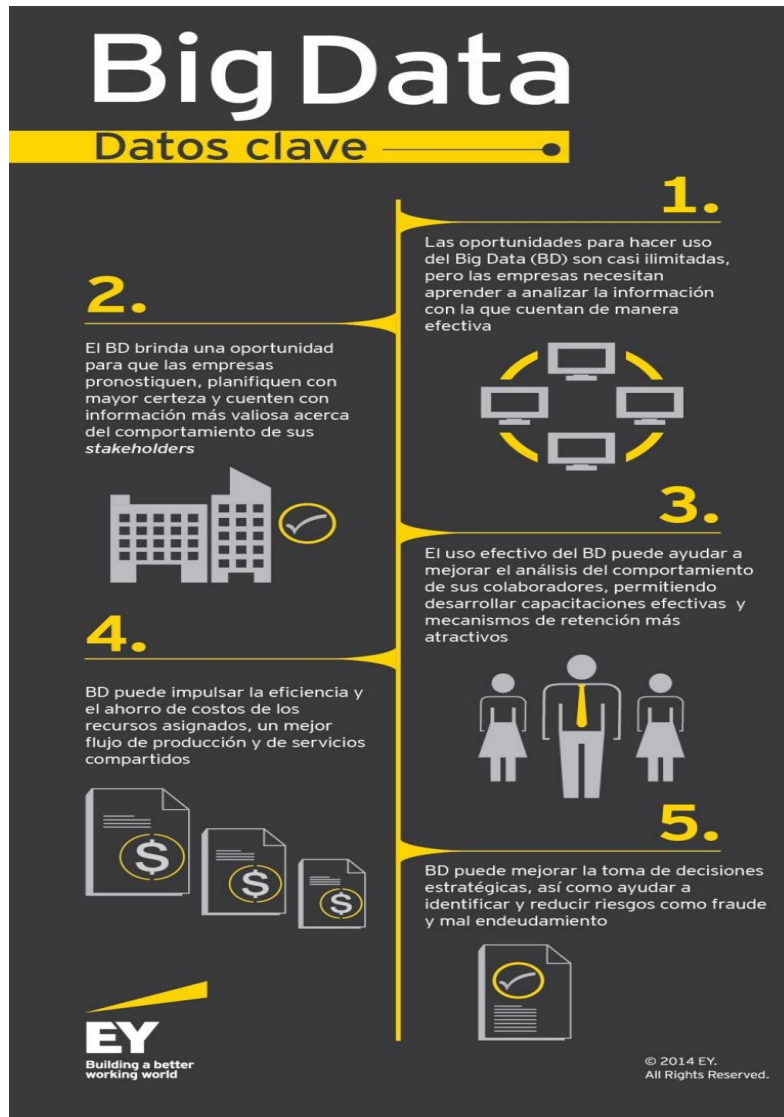 Big Data
Datos clave
1.
Las oportunidades para hacer uso
del Big Data (BD) son casi ilimitadas,
pero las empresas necesitan
aprender a analizar la información
con la que cuentan de manera
efectiva
2.
El BD brinda una oportunidad
para que las empresas
pronostiquen, planifiquen con
mayor certeza y cuenten con
información más valiosa acerca
del comportamiento de sus
stakeholders
3.
El uso efectivo del BD puede ayudar a
mejorar el análisis del comportamiento
de sus colaboradores, permitiendo
desarrollar capacitaciones efectivas y
mecanismos de retención más
atractivos
4.
BD puede impulsar la eficiencia y
el ahorro de costos de los
recursos asignados, un mejor
flujo de producción y de servicios
compartidos
$
$
$
5.
BD puede mejorar la toma de decisiones
estratégicas, así como ayudar a
identificar y reducir riesgos como fraude
y mal endeudamiento
EY
Building a better
working world
© 2014 EY.
All Rights Reserved.